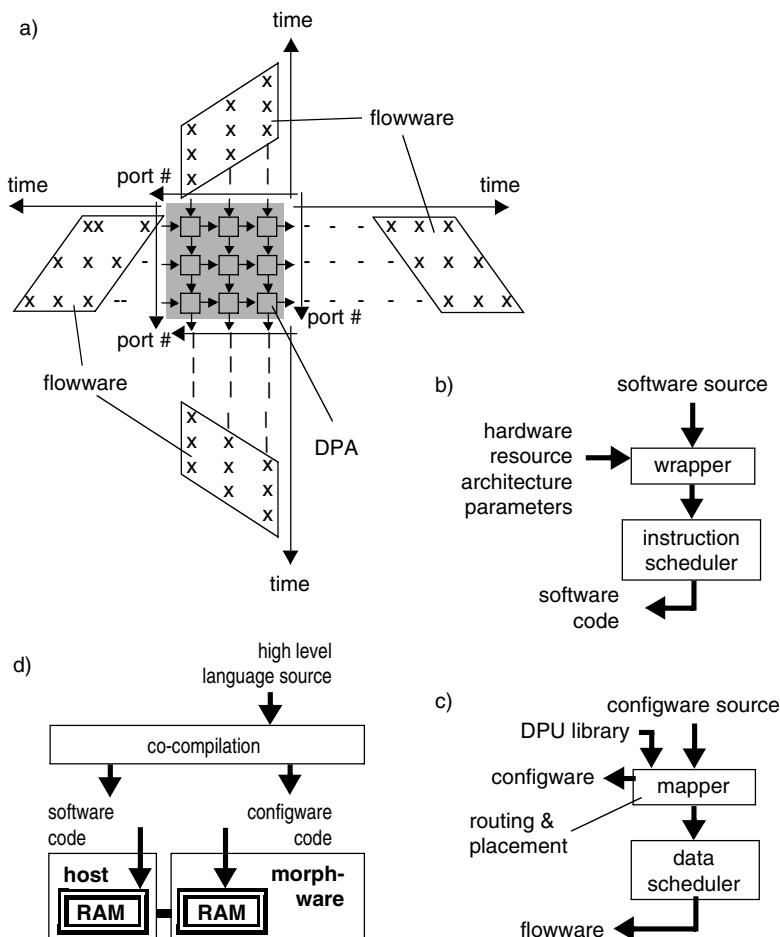 a)
time
x
x x
x x x
x x x
x x
x
flowware
time
port #
time
xx x
x x x -
x x x --
- - - x x x
- - - - x x x
- - - - - x x x
port #
port #
flowware
x
x x
x x x
x x
x
DPA
time
b)
software source
hardware
resource
architecture
parameters
wrapper
instruction
scheduler
software
code
c)
configware source
DPU library
configware
mapper
routing &
placement
data
scheduler
flowware
d)
high level
language source
co-compilation
software
code
configware
code
host
RAM
RAM
morph-
ware